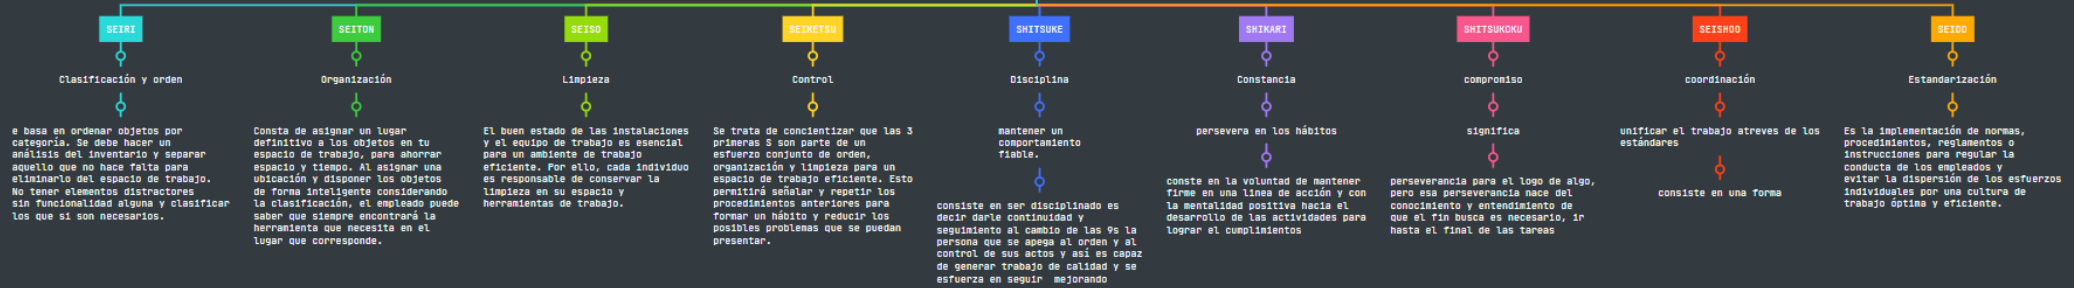 SEIRI
Clasificación y orden
e basa en ordenar objetos por
categoría. Se debe hacer un
análisis del inventario y separar
aquello que no hace falta para
eliminarlo del espacio de trabajo.
No tener elementos distractores
sin funcionalidad alguna y clasificar
los que si son necesarios.
SEITON
Organización
Consta de asignar un lugar
definitivo a los objetos en tu
espacio de trabajo, para ahorrar
espacio y tiempo. Al asignar una
ubicación y disponer los objetos
de forma inteligente considerando
la clasificación, el empleado puede
saber que siempre encontrará la
herramienta que necesita en el
lugar que corresponde.
SEISO
Limpieza
El buen estado de las instalaciones
y el equipo de trabajo es esencial
para un ambiente de trabajo
eficiente. Por ello, cada individuo
es responsable de conservar la
limpieza en su espacio y
herramientas de trabajo.
SEIKETSU
Control
Se trata de concientizar que las 3
primeras S son parte de un
esfuerzo conjunto de orden,
organización y limpieza para un
espacio de trabajo eficiente. Esto
permitirá señalar y repetir los
procedimientos anteriores para
formar un hábito y reducir los
posibles problemas que se puedan
presentar.
SHITSUKE
Disciplina
mantener un
comportamiento
fiable.
consiste en ser disciplinado es
decir darle continuidad y
seguimiento al cambio de las 9s la
persona que se apega al orden y al
control de sus actos y así es capaz
de generar trabajo de calidad y se
esfuerza en seguir mejorando
SHIKARI
Constancia
persevera en los hábitos
conste en la voluntad de mantener
firme en una linea de acción y con
la mentalidad positiva hacia el
desarrollo de las actividades para
lograr el cumplimientos
SHITSUKOKU
compromiso
significa
perseverancia para el logo de algo,
pero esa perseverancia nace del
conocimiento y entendimiento de
que el fin busca es necesario, ir
hasta el final de las tareas
SEISHOO
coordinación
unificar el trabajo atreves de los
estándares
consiste en una forma
SEIDO
Estandarización
Es la implementación de normas,
procedimientos, reglamentos o
instrucciones para regular la
conducta de los empleados y
evitar la dispersión de los esfuerzos
individuales por una cultura de
trabajo óptima y eficiente.